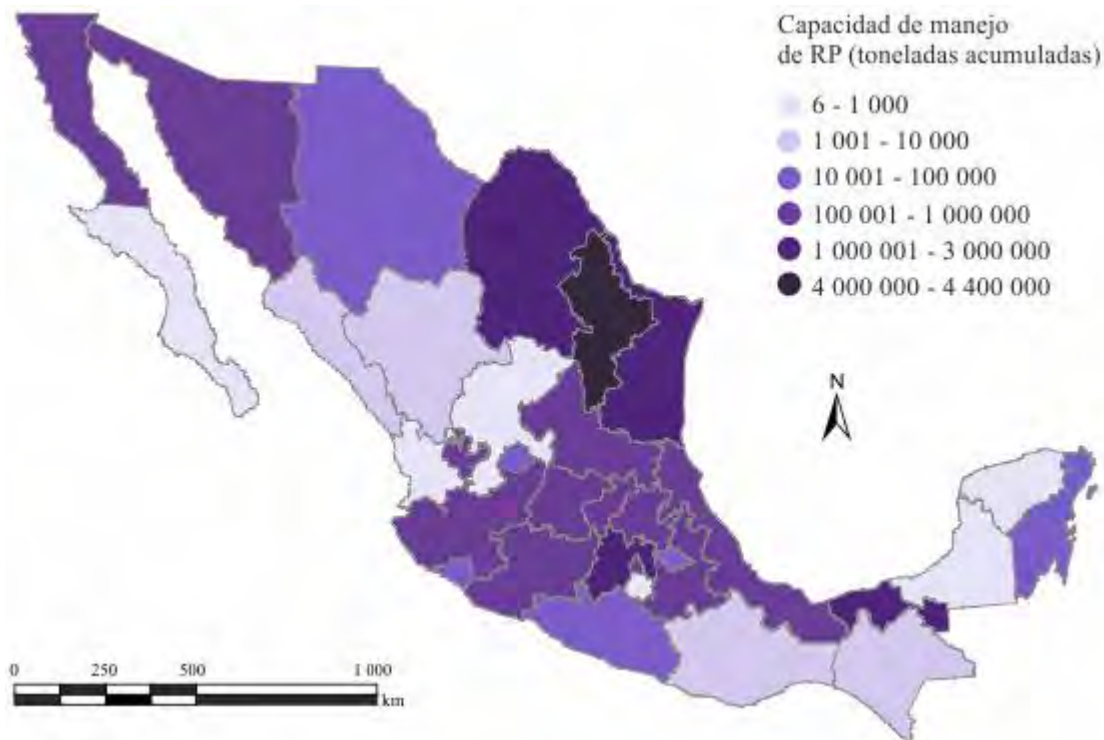 Capacidad de manejo
de RP (toneladas acumuladas)
6 - 1 000
1 001 - 10 000
10 001 - 100 000
100 001 - 1 000 000
1 000 001 - 3 000 000
4 000 000 - 4 400 000
N
0 250 500 1 000
km